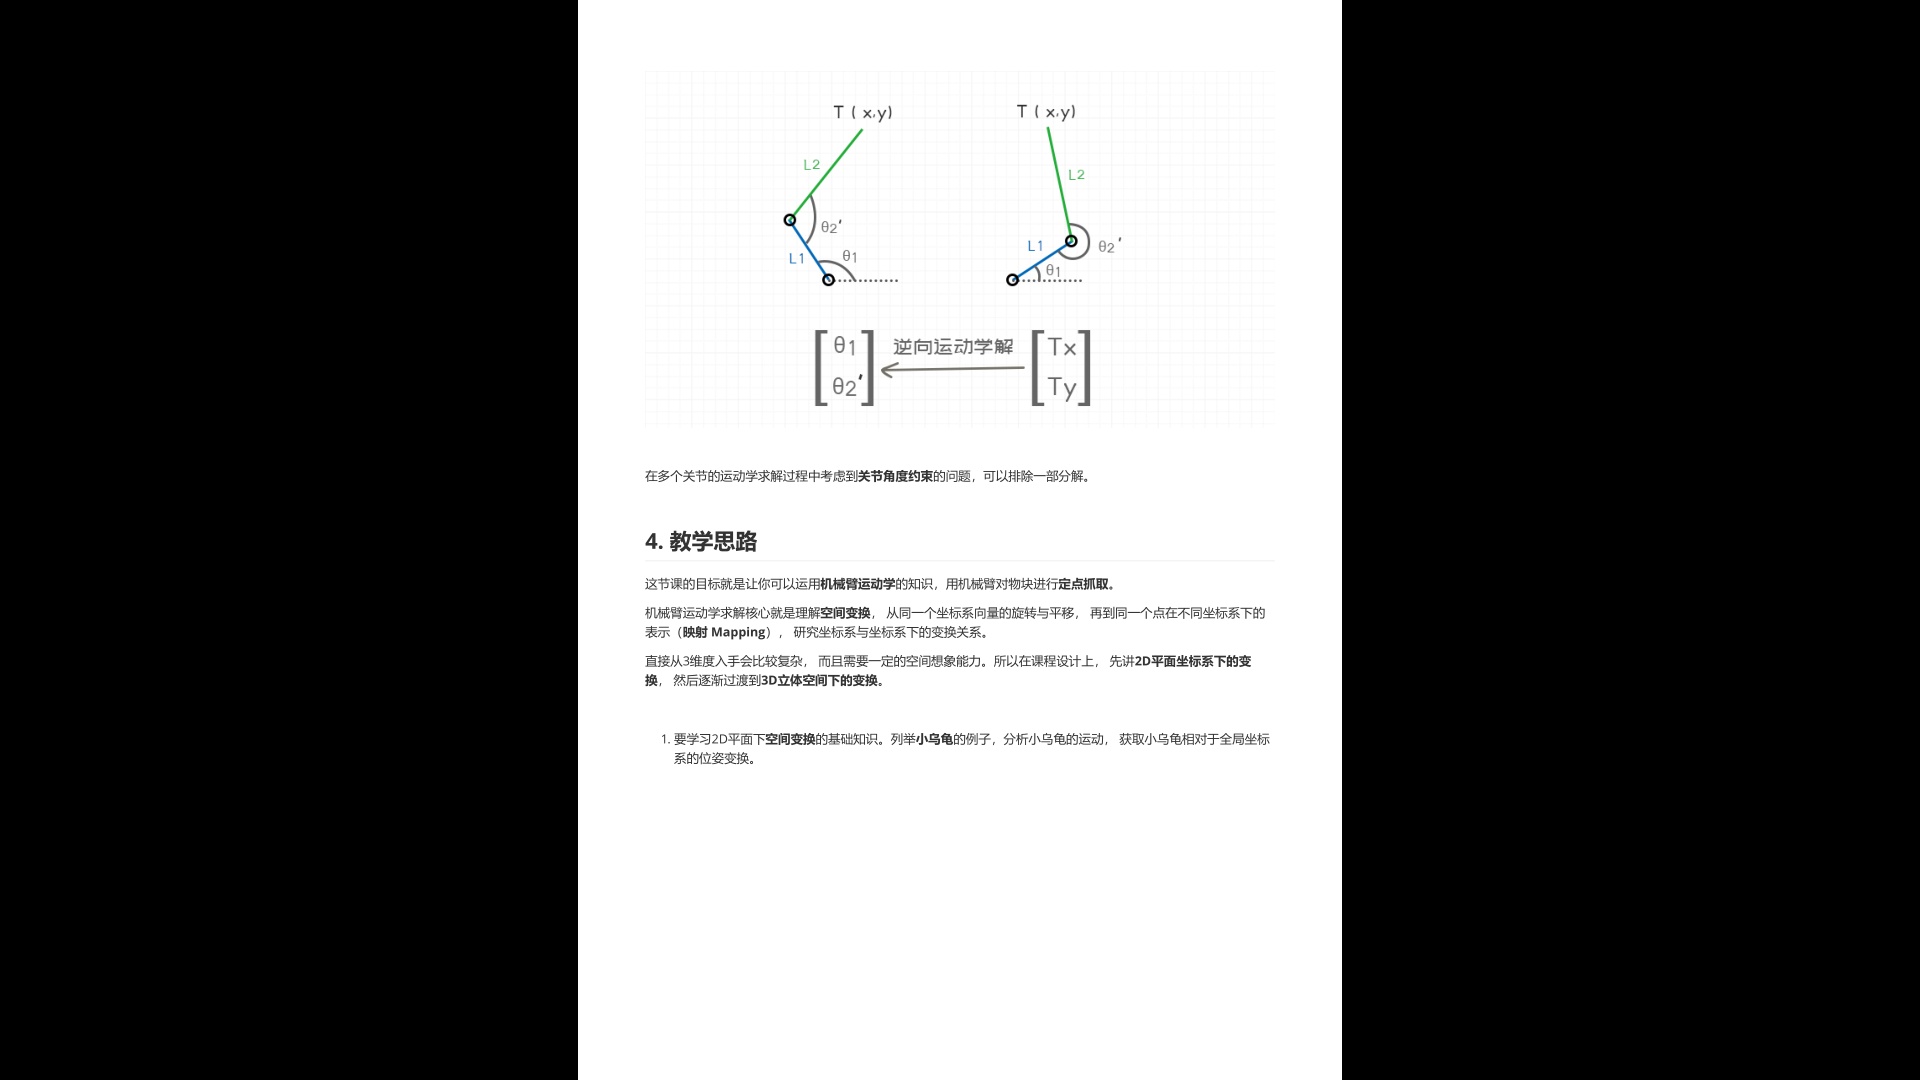 T ( x,y)
T ( x,y)
L2
L2
θ2'
L1
θ2'
L1
θ1
θ1
θ1
逆向运动学解
Tx
θ2'
Ty
在多个关节的运动学求解过程中考虑到关节角度约束的问题，可以排除一部分解。
4. 教学思路
这节课的目标就是让你可以运用机械臂运动学的知识，用机械臂对物块进行定点抓取。
机械臂运动学求解核心就是理解空间变换， 从同一个坐标系向量的旋转与平移， 再到同一个点在不同坐标系下的
表示（映射 Mapping）， 研究坐标系与坐标系下的变换关系。
直接从3维度入手会比较复杂， 而且需要一定的空间想象能力。所以在课程设计上， 先讲2D平面坐标系下的变
换， 然后逐渐过渡到3D立体空间下的变换。
1. 要学习2D平面下空间变换的基础知识。列举小乌龟的例子，分析小乌龟的运动， 获取小乌龟相对于全局坐标
系的位姿变换。